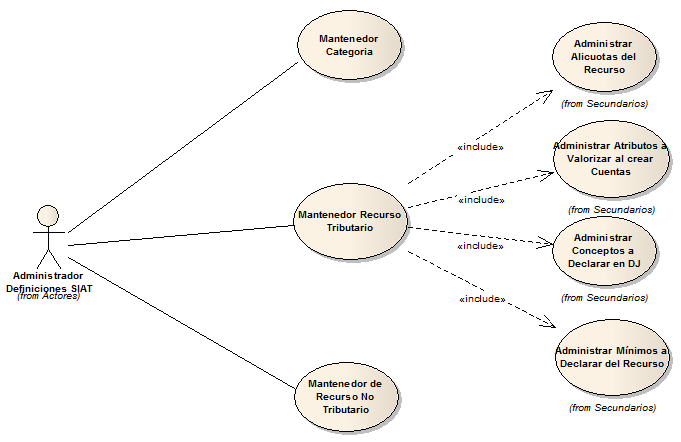 Mantenedor
Categoria
Administrar
Alicuotas del
Recurso
(from Secundarios)
«include»
Administrar Atributos a
Valorizar al crear
Cuentas
(from Secundarios)
«include»
Mantenedor Recurso
Tributario
«include»
Administrar
Conceptos a
Declarar en DJ
(from Secundarios)
«include»
Administrador
Definiciones SIAT
(from Actores)
Administrar Mínimos a
Declarar del Recurso
(from Secundarios)
Mantenedor de
Recurso No
Tributario